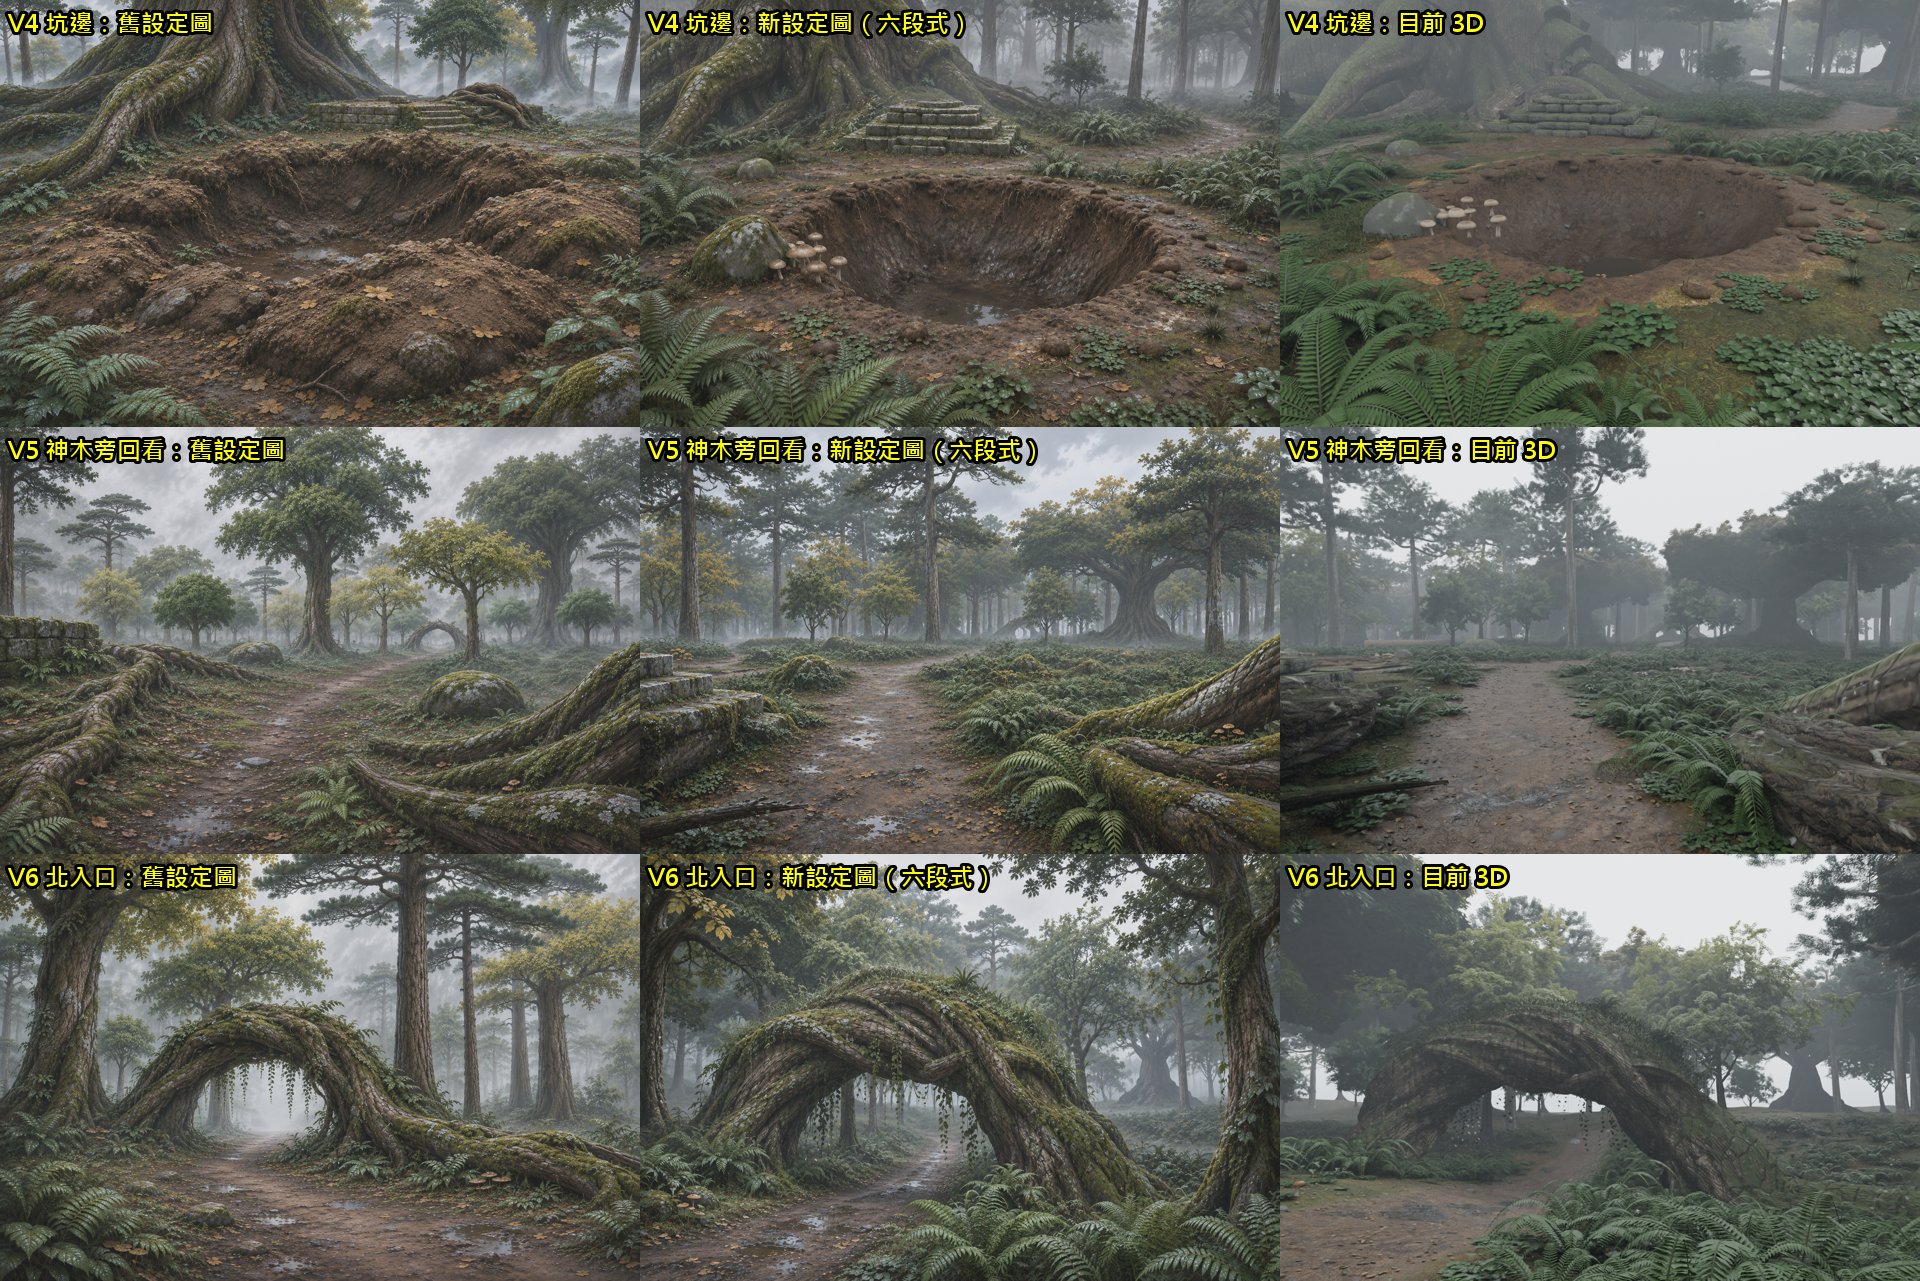 V4 坑邊：舊設定圖
V4 坑邊：新設定圖（六段式）
V4 坑邊：目前 3D
V5 神木旁回看：舊設定圖
V5 神木旁回看：新設定圖（六段式）
V5 神木旁回看：目前 3D
V6 北入口：舊設定圖
V6 北入口：新設定圖（六段式）
V6 北入口：目前 3D